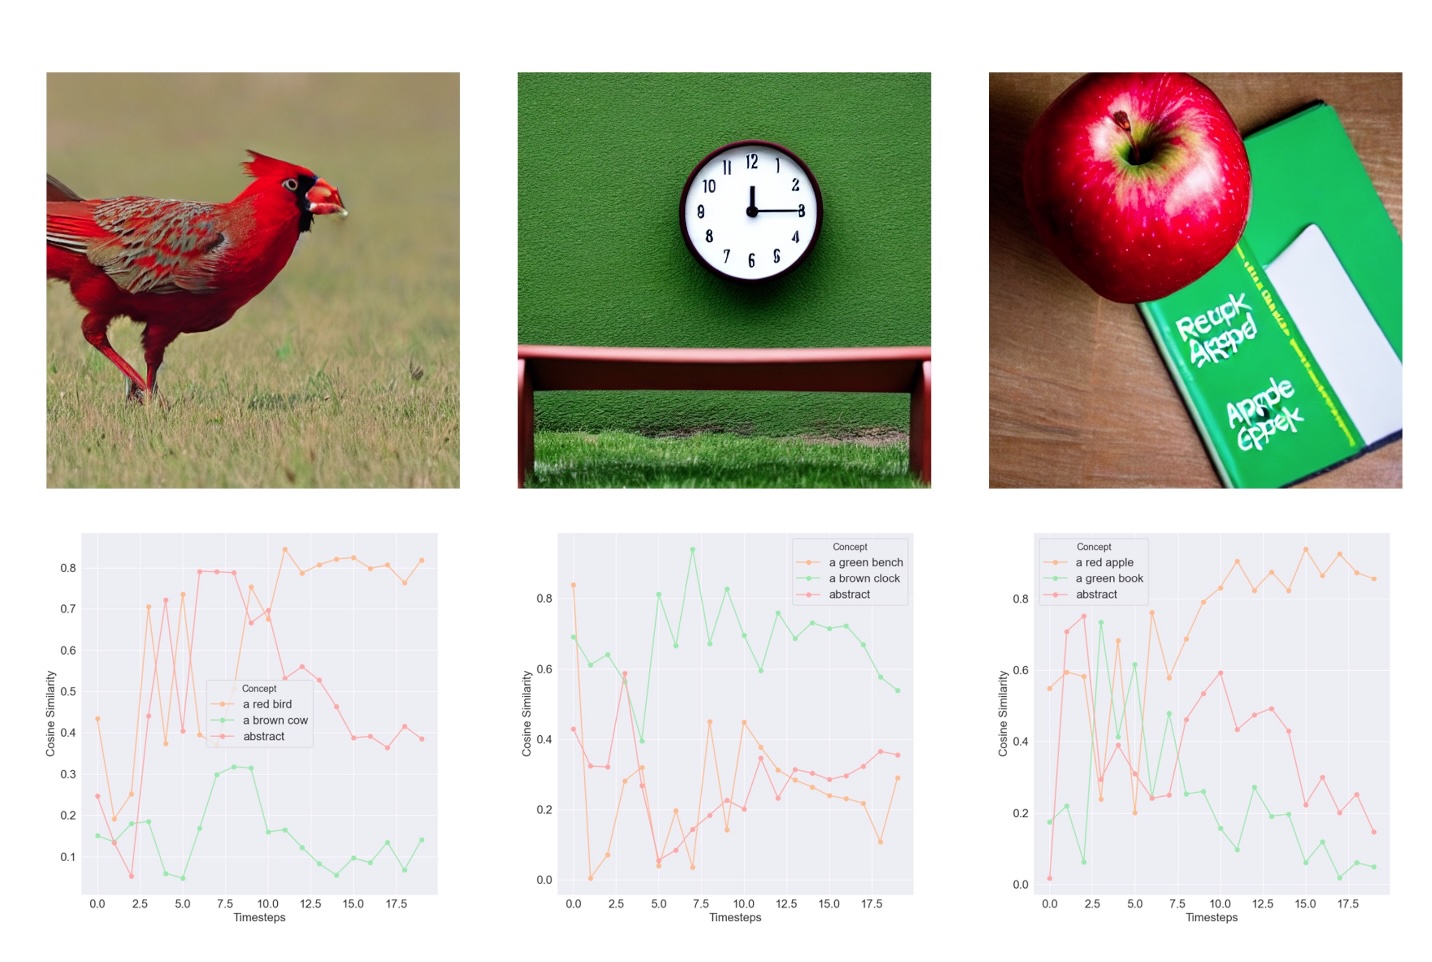 12
11 1
10 2
9 3
8 4
7 5
6
Concept
a red bird
a brown cow
abstract
Cosine Similarity
0.8
0.7
0.6
0.5
0.4
0.3
0.2
0.1
0.0 2.5 5.0 7.5 10.0 12.5 15.0 17.5
Timesteps
Concept
a green bench
a brown clock
abstract
Cosine Similarity
0.8
0.6
0.4
0.2
0.0
0.0 2.5 5.0 7.5 10.0 12.5 15.0 17.5
Timesteps
Concept
a red apple
a green book
abstract
Cosine Similarity
0.8
0.6
0.4
0.2
0.0
0.0 2.5 5.0 7.5 10.0 12.5 15.0 17.5
Timesteps